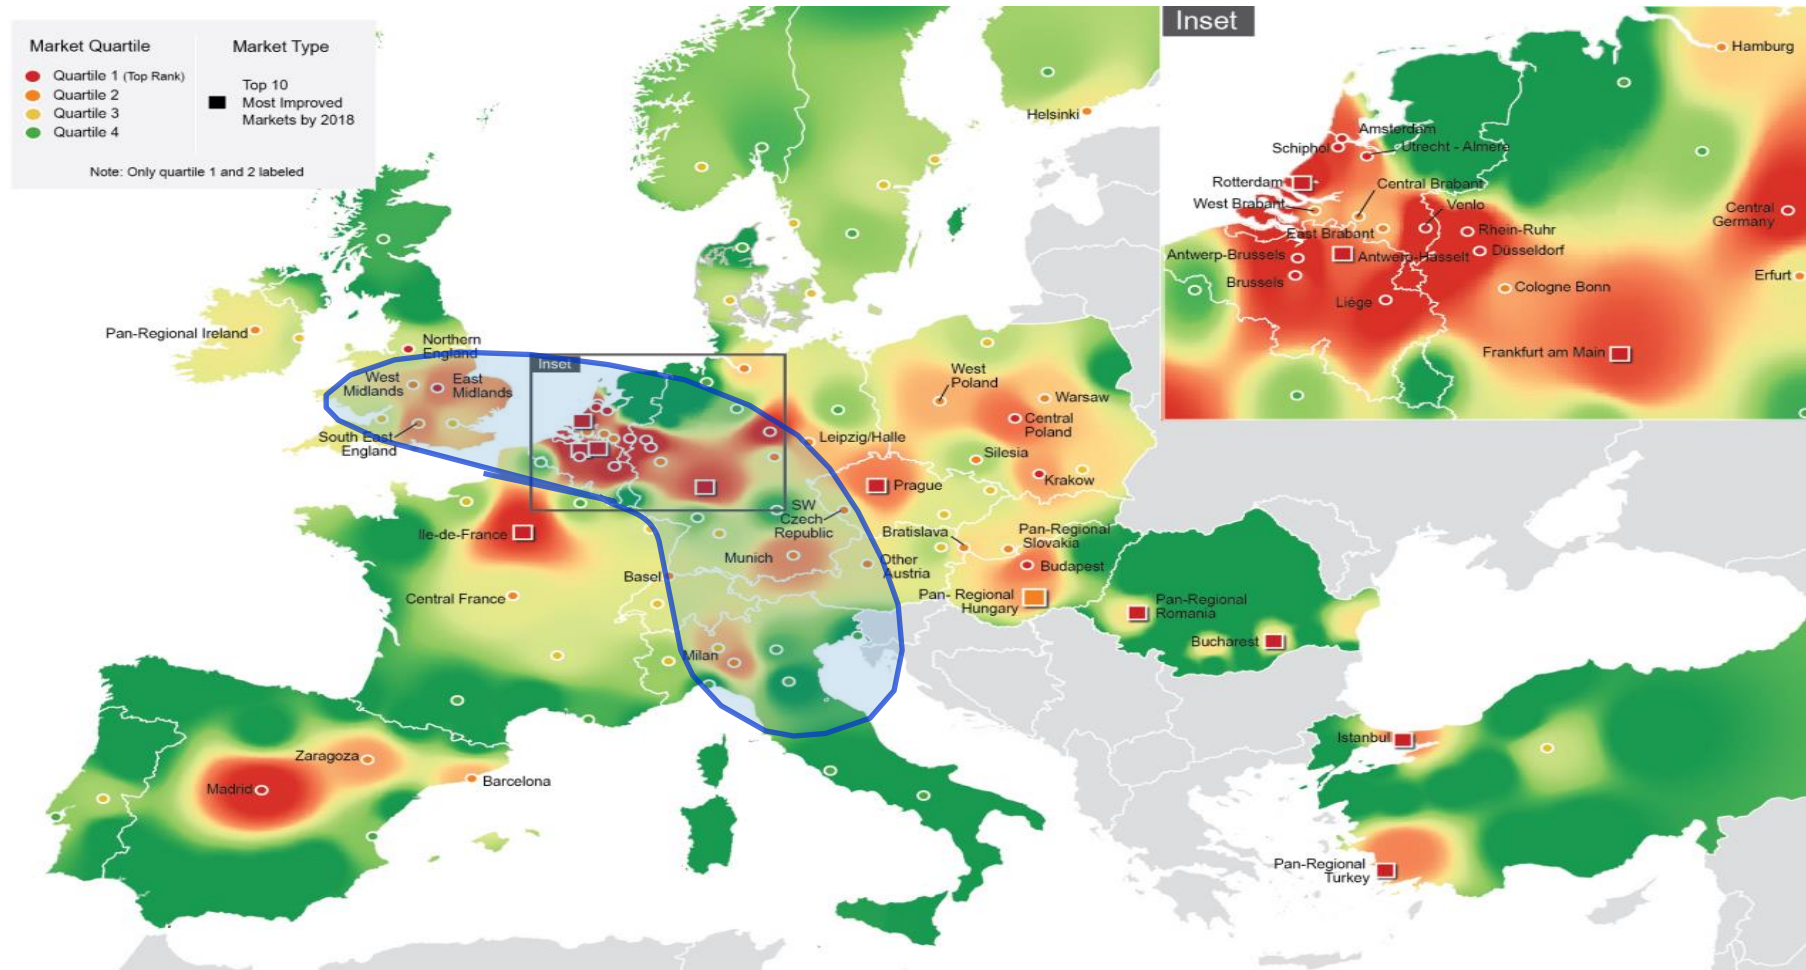 Market Quartile
Quartile 1 (Top Rank)
Quartile 2
Quartile 3
Quartile 4
Market Type
Top 10
Most Improved
Markets by 2018
Note: Only quartile 1 and 2 labeled
Inset
Hamburg
Amsterdam
Schiphol
Utrecht - Almere
Rotterdam
Central Brabant
West Brabant
Venlo
Central
Germany
East Brabant
Rhein-Ruhr
Antwerp-Brussels
Antwerp-Hasselt
Düsseldorf
Brussels
Erfurt
Liége
Cologne Bonn
Frankfurt am Main
Helsinki
Pan-Regional Ireland
Northern
England
Inset
West
Midlands
East
Midlands
South East
England
West
Poland
Warsaw
Central
Poland
Leipzig/Halle
Silesia
Krakow
Prague
SW
Czech
Republic
Ile-de-France
Bratislava
Pan-Regional
Slovakia
Munich
Other
Austria
Budapest
Basel
Central France
Pan- Regional
Hungary
Pan-Regional
Romania
Bucharest
Milan
Zaragoza
Barcelona
Madrid
Istanbul
Pan-Regional
Turkey